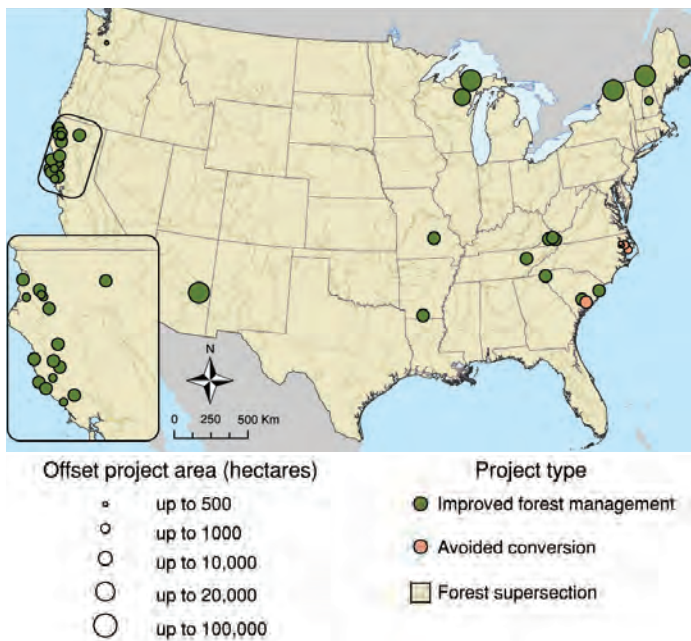 N
0 250 500 Km
Offset project area (hectares)
up to 500
up to 1000
up to 10,000
up to 20,000
up to 100,000
Project type
Improved forest management
Avoided conversion
Forest supersection